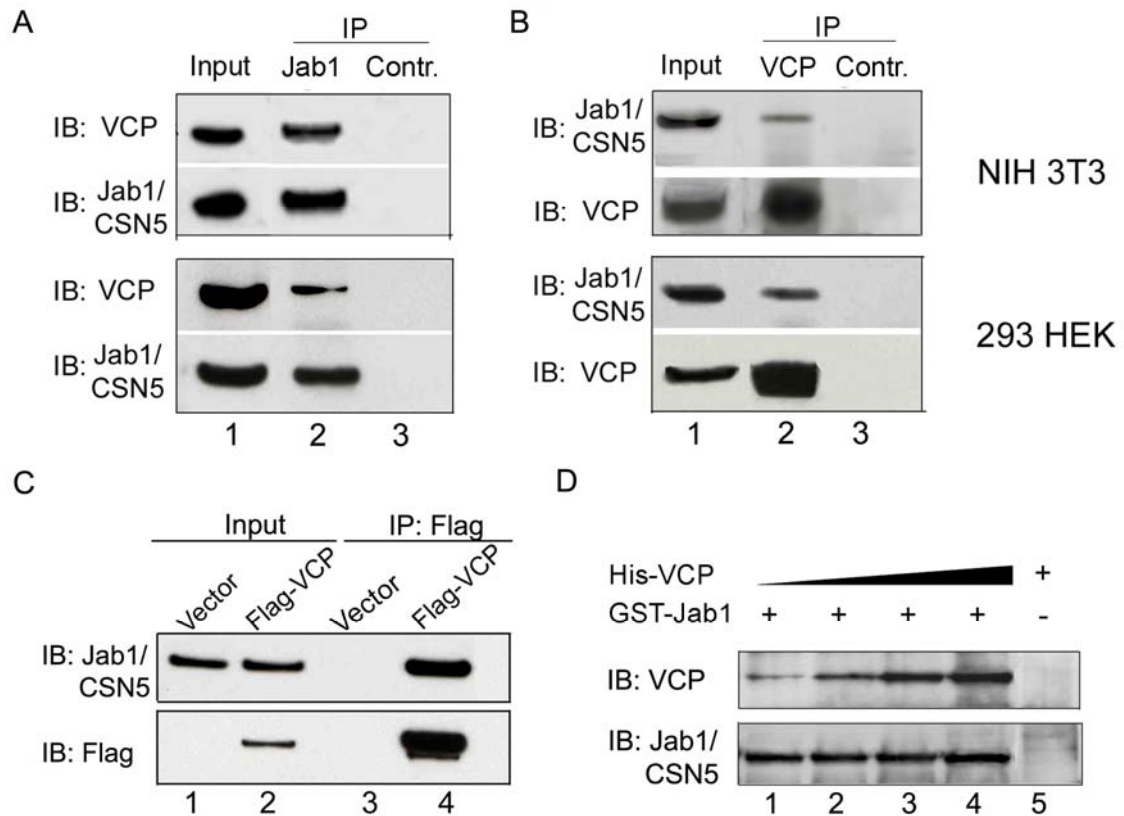 A
IP
Input Jab1 Contr.
IB: VCP
IB: Jab1/
CSN5
IB: VCP
IB: Jab1/
CSN5
1 2 3
B
IP
Input VCP Contr.
IB: Jab1/
CSN5
IB: VCP
NIH 3T3
IB: Jab1/
CSN5
IB: VCP
293 HEK
1 2 3
C
Input IP: Flag
Vector Flag-VCP Vector Flag-VCP
IB: Jab1/
CSN5
IB: Flag
1 2 3 4
D
His-VCP +
GST-Jab1 + + + + -
IB: VCP
IB: Jab1/
CSN5
1 2 3 4 5